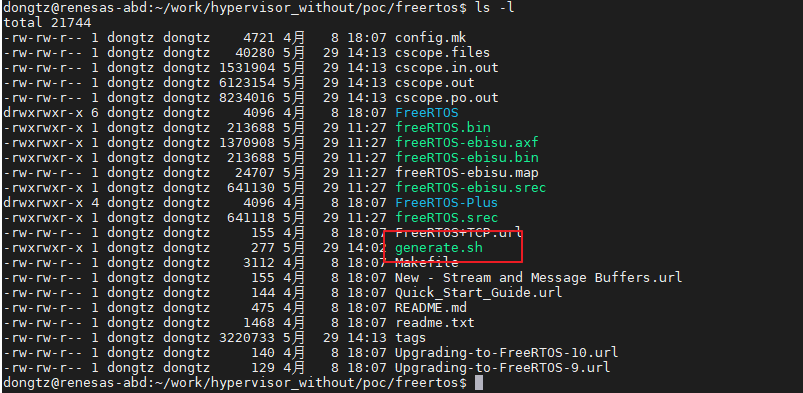 dongtz@renesas-abd:~/work/hypervisor_without/poc/freertos$ ls -l
total 21744
-rw-rw-r-- 1 dongtz dongtz    4721 4月   8 18:07 config.mk
-rw-rw-r-- 1 dongtz dongtz   40280 5月  29 14:13 cscope.files
-rw-rw-r-- 1 dongtz dongtz 1531904 5月  29 14:13 cscope.in.out
-rw-rw-r-- 1 dongtz dongtz 6123154 5月  29 14:13 cscope.out
-rw-rw-r-- 1 dongtz dongtz 8234016 5月  29 14:13 cscope.po.out
drwxrwxr-x 6 dongtz dongtz    4096 4月   8 18:07 FreeRTOS
-rwxrwxr-x 1 dongtz dongtz  213688 5月  29 11:27 freeRTOS.bin
-rwxrwxr-x 1 dongtz dongtz 1370908 5月  29 11:27 freeRTOS-ebisu.axf
-rwxrwxr-x 1 dongtz dongtz  213688 5月  29 11:27 freeRTOS-ebisu.bin
-rw-rw-r-- 1 dongtz dongtz   24707 5月  29 11:27 freeRTOS-ebisu.map
-rwxrwxr-x 1 dongtz dongtz  641130 5月  29 11:27 freeRTOS-ebisu.srec
drwxrwxr-x 4 dongtz dongtz    4096 4月   8 18:07 FreeRTOS-Plus
-rwxrwxr-x 1 dongtz dongtz  641118 5月  29 11:27 freeRTOS.srec
-rw-rw-r-- 1 dongtz dongtz     155 4月   8 18:07 FreeRTOS+TCP.url
-rwxrwxr-x 1 dongtz dongtz     277 5月  29 14:02 generate.sh
-rw-rw-r-- 1 dongtz dongtz    3112 4月   8 18:07 Makefile
-rw-rw-r-- 1 dongtz dongtz     155 4月   8 18:07 New - Stream and Message Buffers.url
-rw-rw-r-- 1 dongtz dongtz     144 4月   8 18:07 Quick_Start_Guide.url
-rw-rw-r-- 1 dongtz dongtz     475 4月   8 18:07 README.md
-rw-rw-r-- 1 dongtz dongtz    1468 4月   8 18:07 readme.txt
-rw-rw-r-- 1 dongtz dongtz 3220733 5月  29 14:13 tags
-rw-rw-r-- 1 dongtz dongtz     140 4月   8 18:07 Upgrading-to-FreeRTOS-10.url
-rw-rw-r-- 1 dongtz dongtz     129 4月   8 18:07 Upgrading-to-FreeRTOS-9.url
dongtz@renesas-abd:~/work/hypervisor_without/poc/freertos$